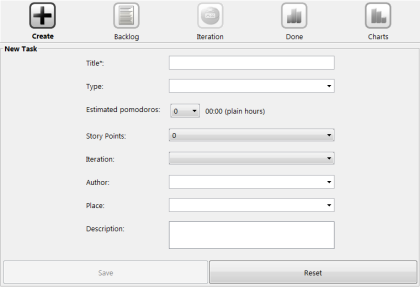 Create Backlog Iteration Done Charts
New Task
Title*:
Type:
Estimated pomodoros: 0 00:00 (plain hours)
Story Points: 0
Iteration:
Author:
Place:
Description:
Save Reset